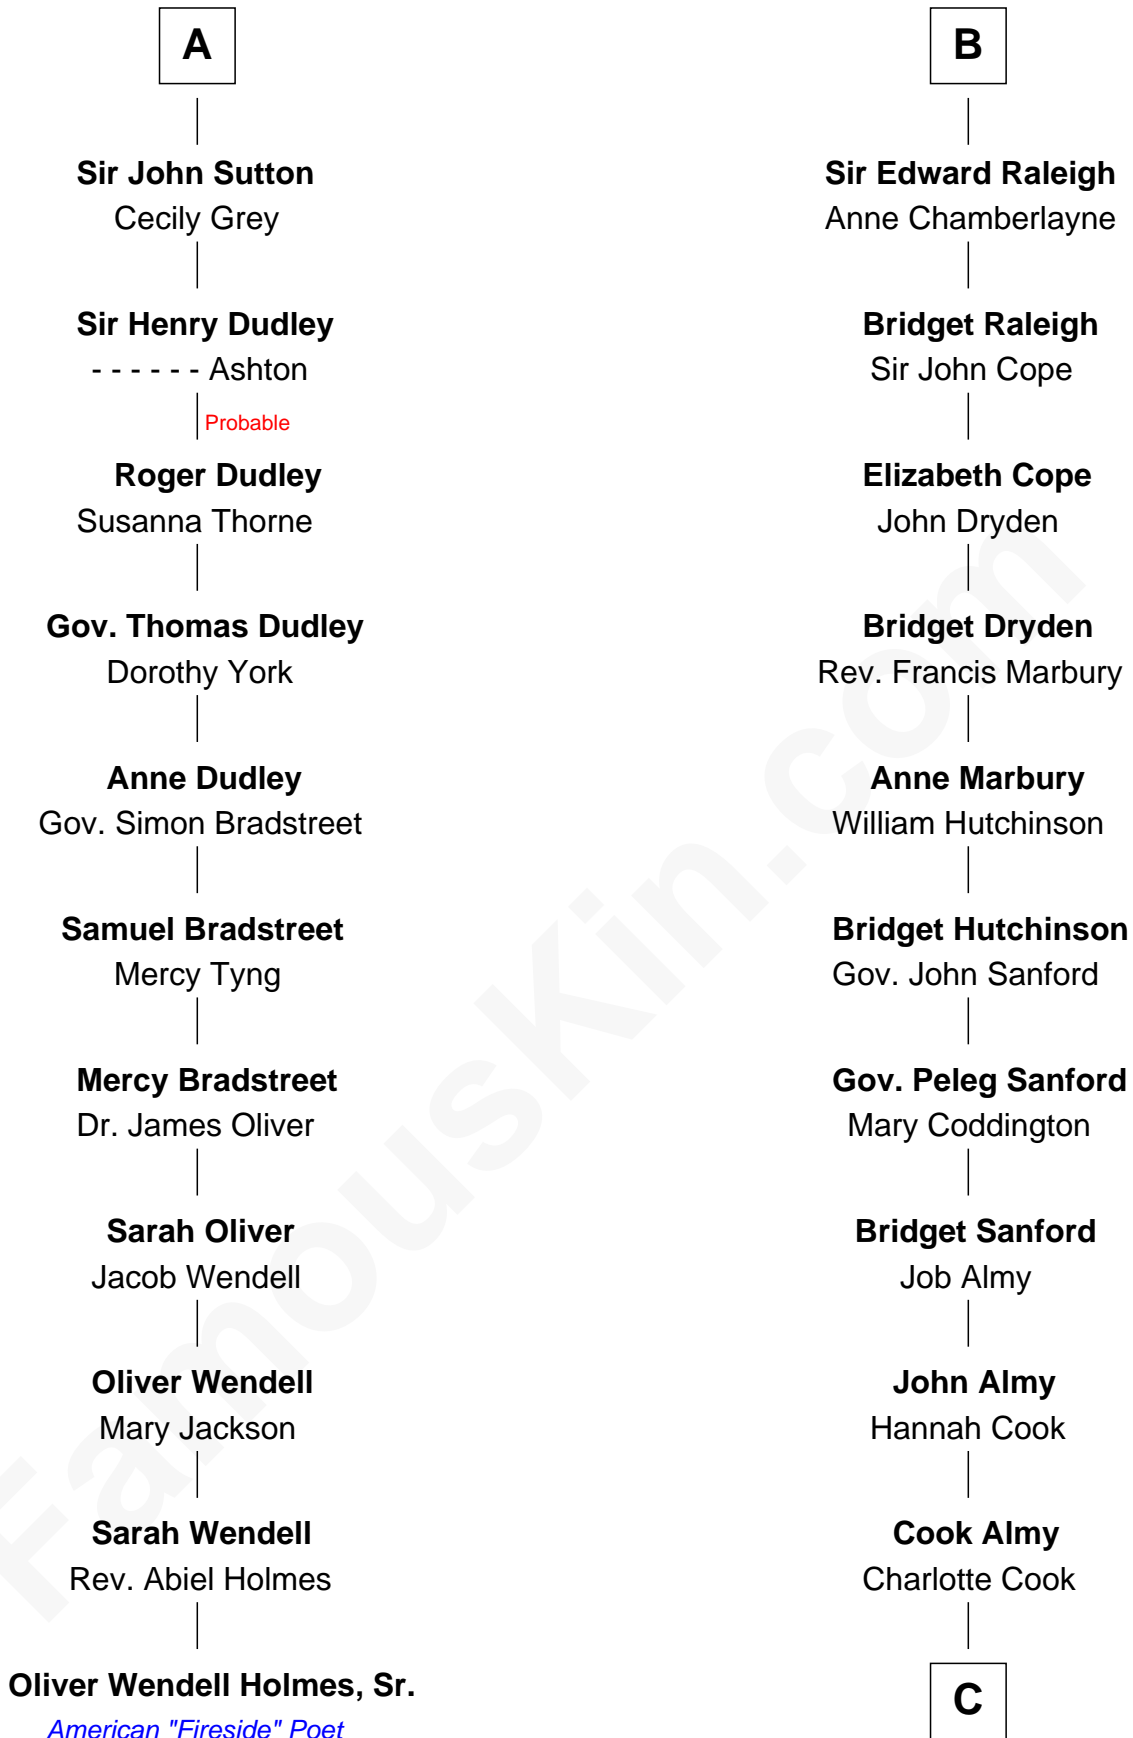 A
Sir John Sutton
Cecily Grey
Sir Henry Dudley
- - - - - - Ashton
Probable
Roger Dudley
Susanna Thorne
Gov. Thomas Dudley
Dorothy York
Anne Dudley
Gov. Simon Bradstreet
Samuel Bradstreet
Mercy Tyng
Mercy Bradstreet
Dr. James Oliver
Sarah Oliver
Jacob Wendell
Oliver Wendell
Mary Jackson
Sarah Wendell
Rev. Abiel Holmes
Oliver Wendell Holmes, Sr.
American "Fireside" Poet
B
Sir Edward Raleigh
Anne Chamberlayne
Bridget Raleigh
Sir John Cope
Elizabeth Cope
John Dryden
Bridget Dryden
Rev. Francis Marbury
Anne Marbury
William Hutchinson
Bridget Hutchinson
Gov. John Sanford
Gov. Peleg Sanford
Mary Coddington
Bridget Sanford
Job Almy
John Almy
Hannah Cook
Cook Almy
Charlotte Cook
C
FamousKin.com